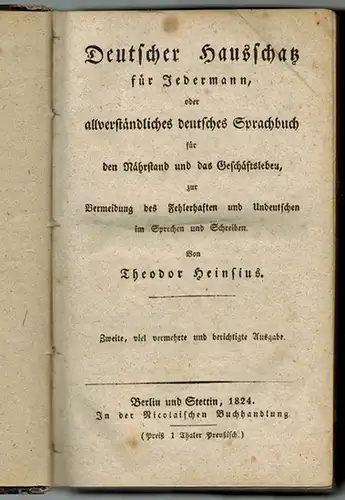 Deutscher Hausschatz
für Jedermann,
oder
allverständliches deutsches Sprachbuch
für
den Nährstand und das Geschäftsleben,
zur
Vermeidung des Fehlerhaften und Undeutschen
im Sprechen und Schreiben.
Von
Theodor Heinsius.
Zweite, viel vermehrte und berichtigte Ausgabe.
Berlin und Stettin, 1824.
In der Nicolaischen Buchhandlung
(Preiß 1 Thaler Preußisch.)